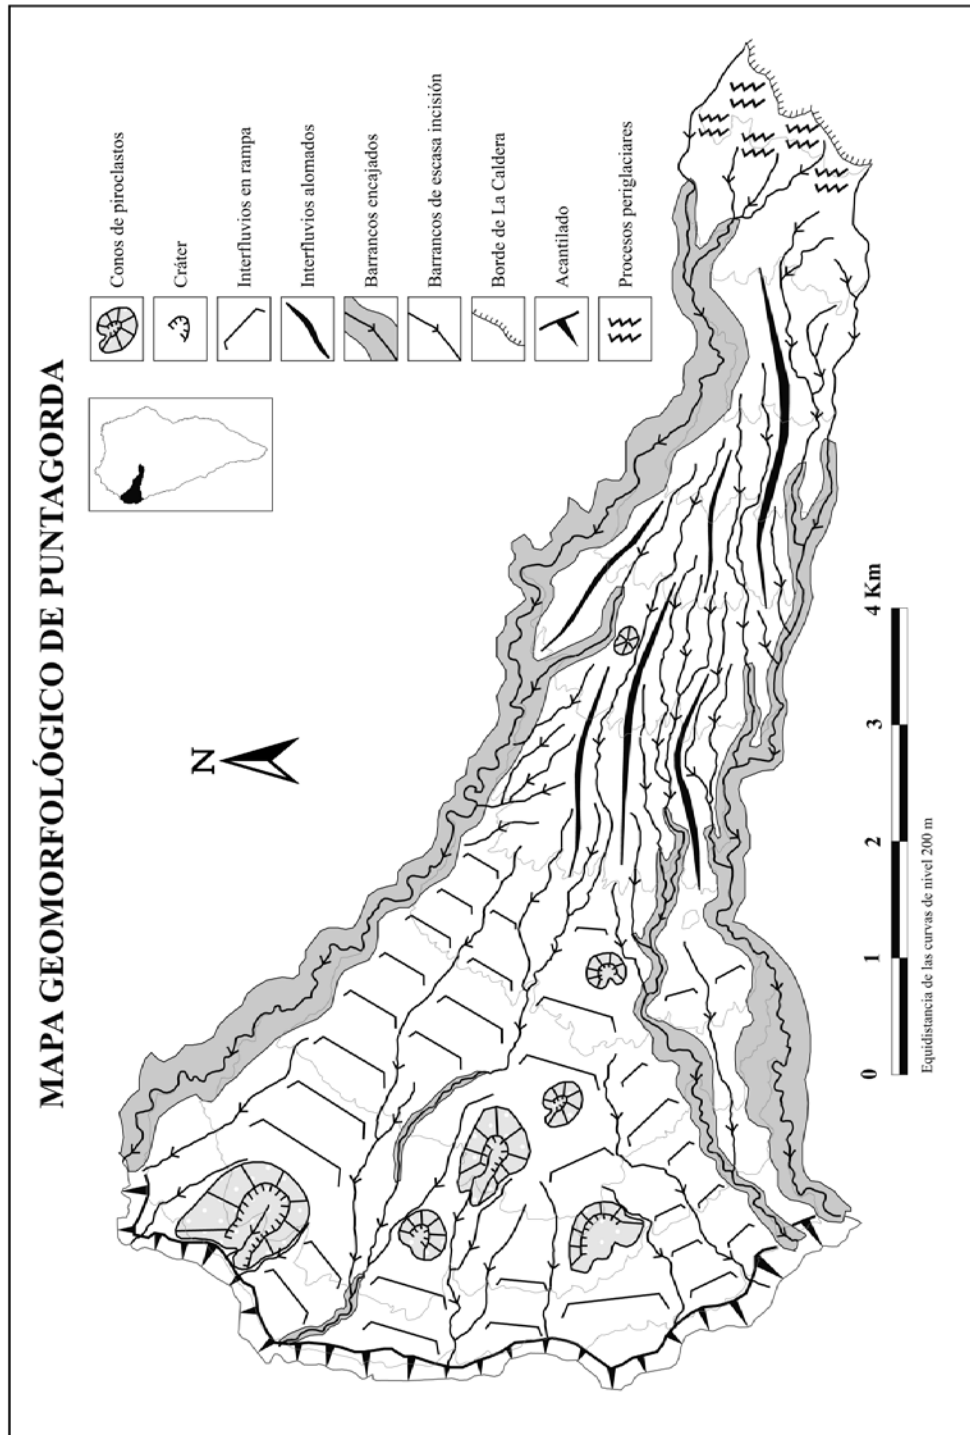 MAPA GEOMORFOLÓGICO DE PUNTAGORDA
Conos de piroclastos
Cráter
Interfluvios en rampa
Interfluvios alomados
Barrancos encajados
Barrancos de escasa incisión
Borde de La Caldera
Acantilado
Procesos periglaciares
N
0 1 2 3 4 Km
Equidistancia de las curvas de nivel 200 m